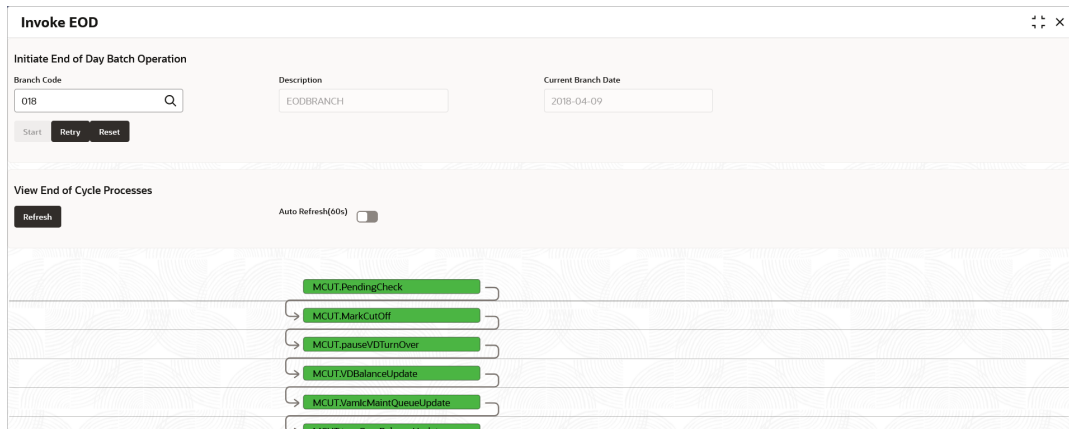 Invoke EOD
Initiate End of Day Batch Operation
Branch Code Description Current Branch Date
018 EODBRANCH 2018-04-09
Start Retry Reset
View End of Cycle Processes
Refresh Auto Refresh(60s)
MCUT.PendingCheck
MCUT.MarkCutOff
MCUT.pauseVDTurnOver
MCUT.VDBalanceUpdate
MCUT.VamIcMaintQueueUpdate